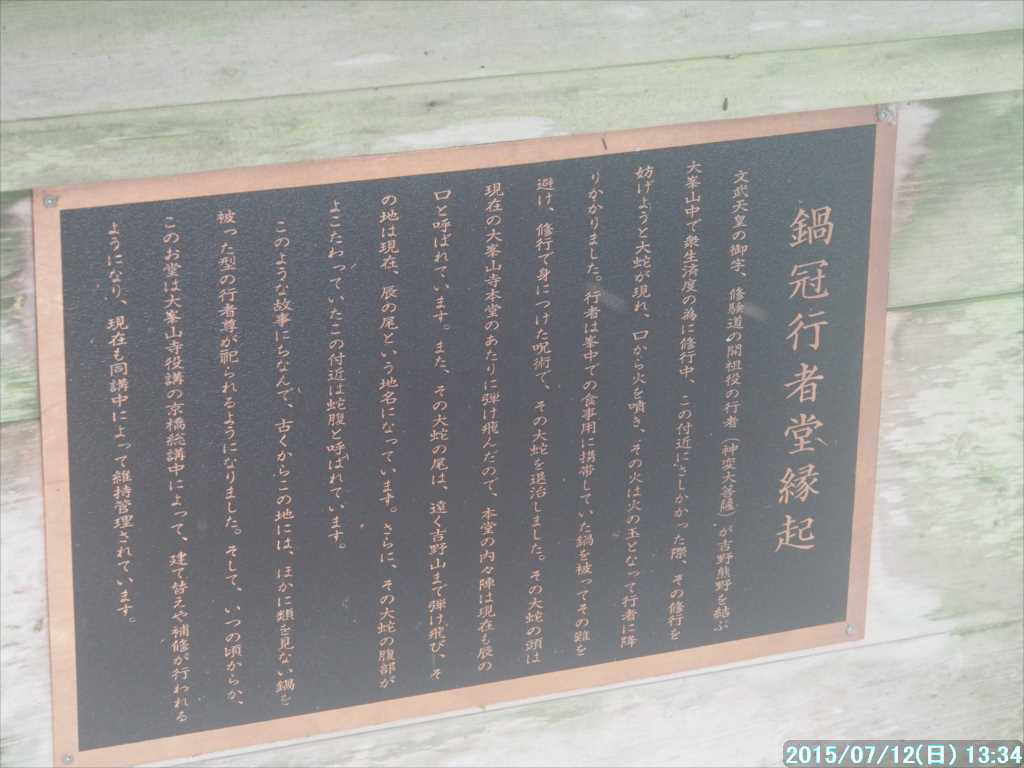 鍋冠行者堂縁起
文武天皇の御宇、修験道の開祖役の行者（神変大菩薩）が吉野熊野を結ぶ
大峯山中で衆生済度の為に修行中、この付近にさしかかった際、その修行を
妨げようと大蛇が現れ、口から火を噴き、その火は火の玉となって行者に降
りかかりました。行者は峯中での食事用に携帯していた鍋を被ってその難を
避け、修行で身につけた呪術で、その大蛇を退治しました。その大蛇の頭は
現在の大峯山寺本堂のあたりに弾け飛んだので、本堂の内々陣は現在も辰の
口と呼ばれています。また、その大蛇の尾は、遠く吉野山まで弾け飛び、そ
の地は現在、辰の尾という地名になっています。さらに、その大蛇の腹部が
よこたわっていたこの付近は蛇腹と呼ばれています。
このような故事にちなんで、古くからこの地には、ほかに類を見ない鍋を
被った型の行者尊が祀られるようになりました。そして、いつの頃からか、
このお堂は大峯山寺役講の京橋総講中によって、建て替えや補修が行われる
ようになり、現在も同講中によって維持管理されています。
2015/07/12(日) 13:34